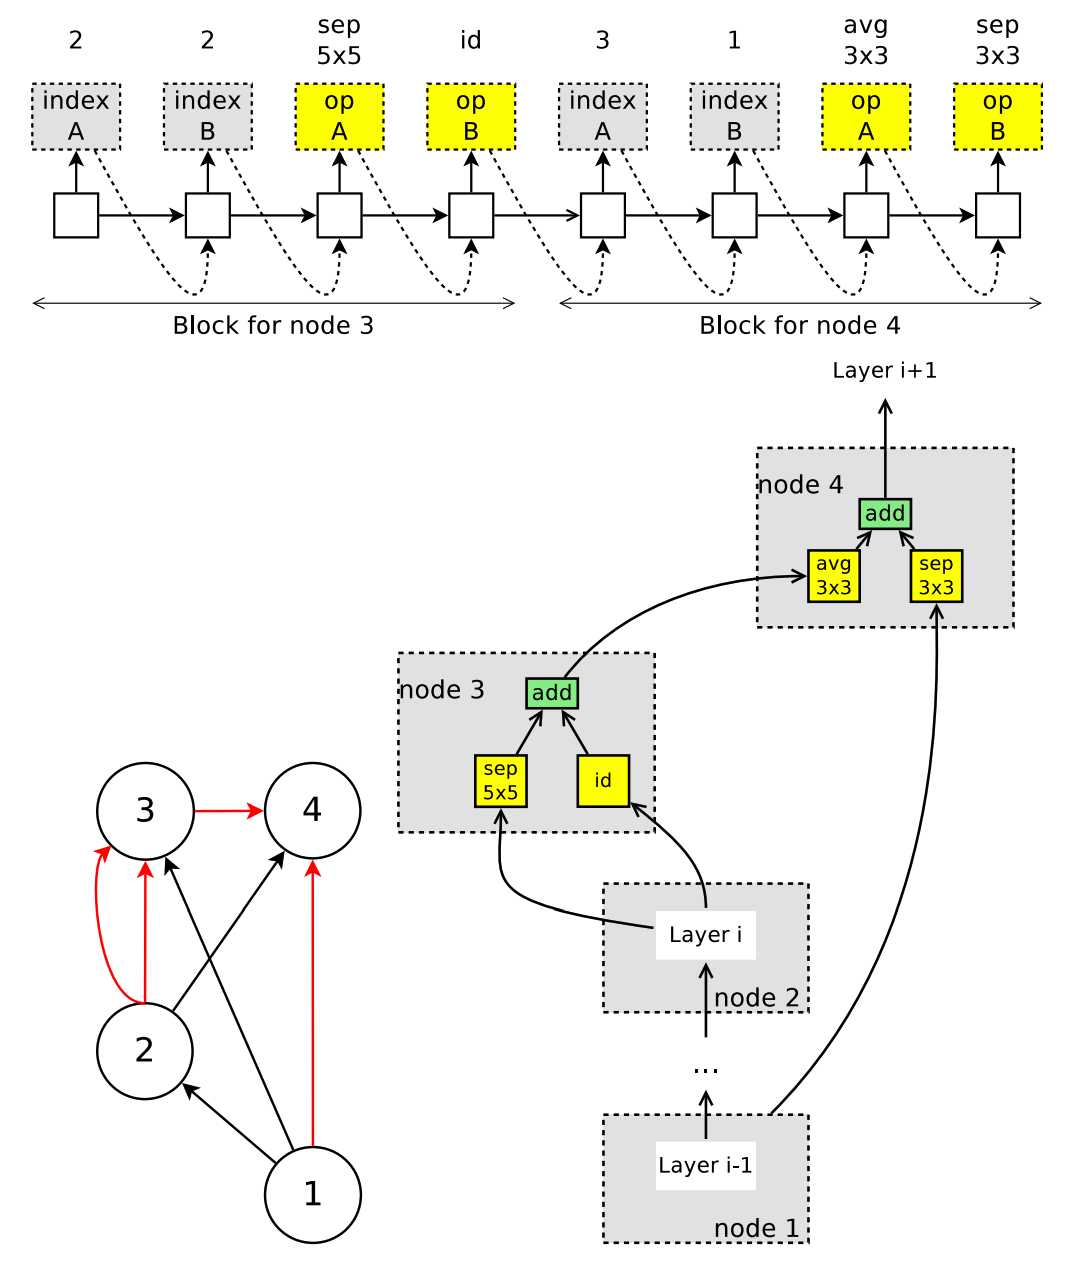 2 2 sep id 3 1 avg sep
5x5 3x3 3x3
index index op op index index op op
A B A B A B A B
Block for node 3 Block for node 4
Layer i+1
node 4
add
avg sep
3x3 3x3
node 3
add
sep
5x5
id
3 4
Layer i
node 2
2
...
Layer i-1
1
node 1